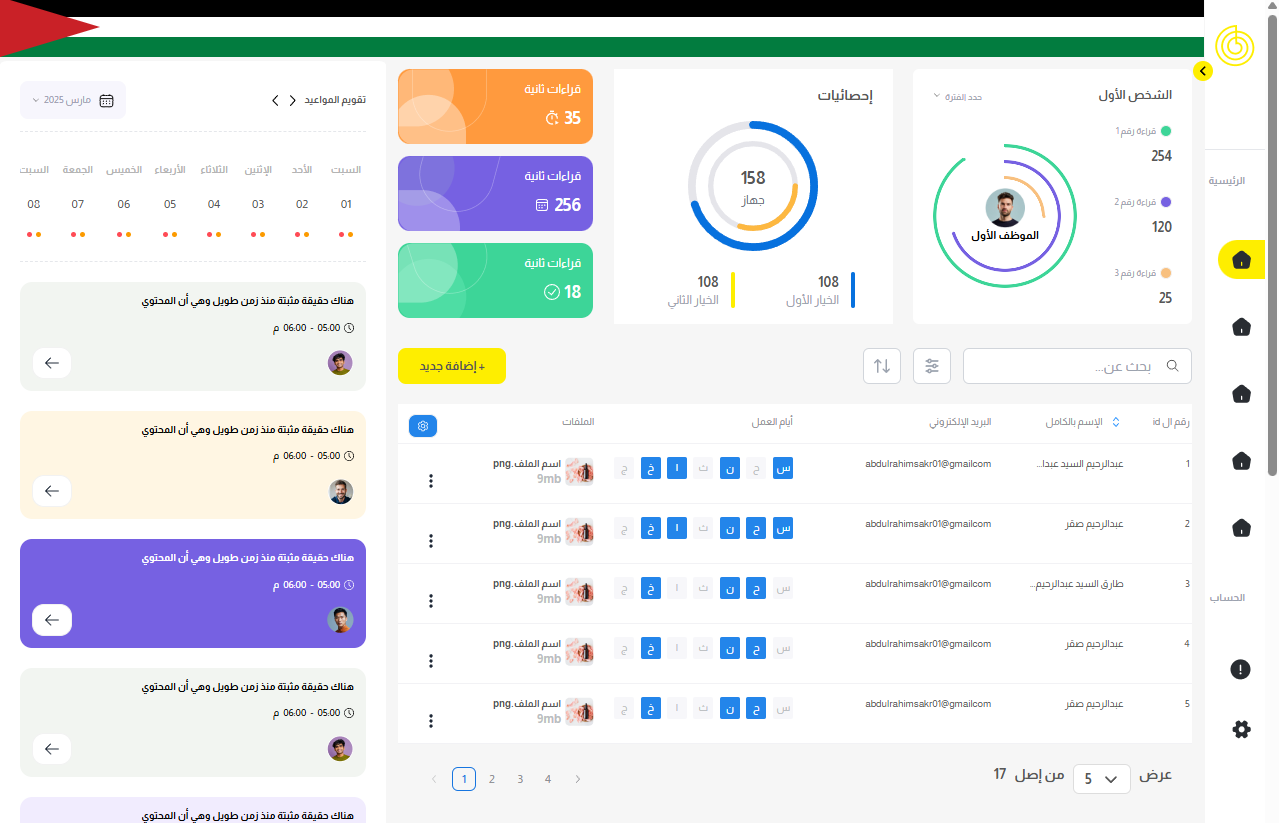 الرئيسية
الحساب
الشخص الأول
حدد الفترة
قراءة رقم 1
254
قراءة رقم 2
120
قراءة رقم 3
25
الموظف الأول
إحصائيات
158
جهاز
108
الخيار الأول
108
الخيار الثاني
قراءات ثانية
35
قراءات ثانية
256
قراءات ثانية
18
بحث عن...
+ إضافة جديد
رقم ال id الإسم بالكامل البريد الإلكتروني أيام العمل الملفات
1 عبدالرحيم السيد عبدا... abdulrahimsakr01@gmailcom س ح ن ث ا خ ج اسم الملف.png
9mb
2 عبدالرحيم صقر abdulrahimsakr01@gmailcom س ح ن ث ا خ ج اسم الملف.png
9mb
3 طارق السيد عبدالرحيم... abdulrahimsakr01@gmailcom س ح ن ث ا خ ج اسم الملف.png
9mb
4 عبدالرحيم صقر abdulrahimsakr01@gmailcom س ح ن ث ا خ ج اسم الملف.png
9mb
5 عبدالرحيم صقر abdulrahimsakr01@gmailcom س ح ن ث ا خ ج اسم الملف.png
9mb
عرض 5 من إصل 17
1 2 3 4
تقويم المواعيد
مارس 2025
السبت الأحد الإثنين الثلاثاء الأربعاء الخميس الجمعة السبت
01 02 03 04 05 06 07 08
هناك حقيقة مثبتة منذ زمن طويل وهي أن المحتوي
05:00 - 06:00 م
هناك حقيقة مثبتة منذ زمن طويل وهي أن المحتوي
05:00 - 06:00 م
هناك حقيقة مثبتة منذ زمن طويل وهي أن المحتوي
05:00 - 06:00 م
هناك حقيقة مثبتة منذ زمن طويل وهي أن المحتوي
05:00 - 06:00 م
هناك حقيقة مثبتة منذ زمن طويل وهي أن المحتوي